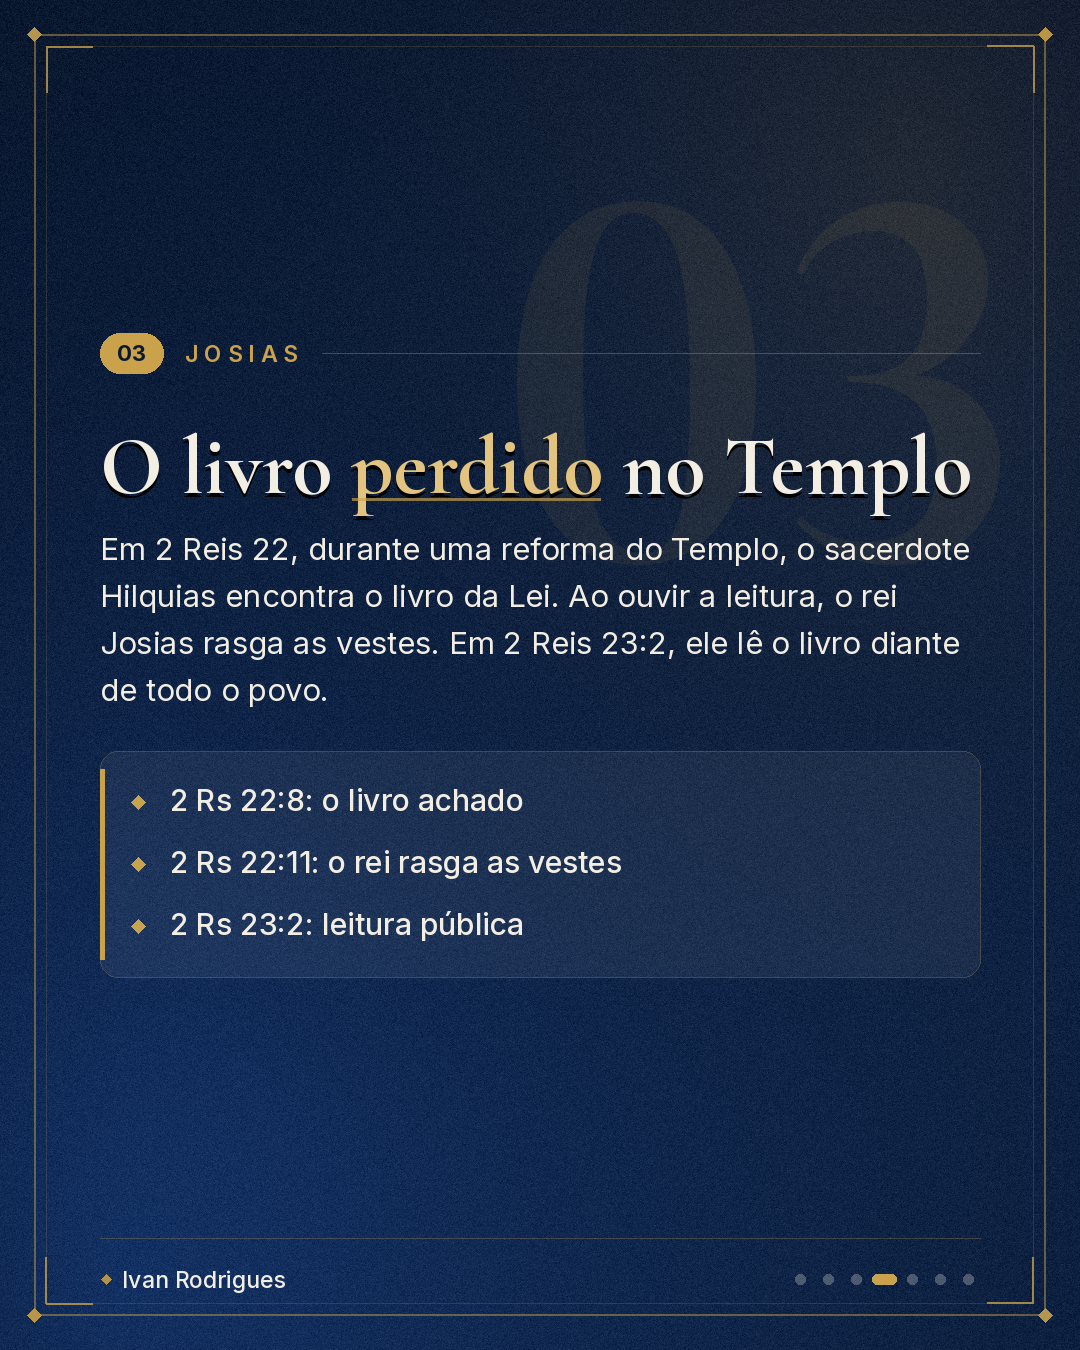 03
03 JOSIAS
O livro perdido no Templo
Em 2 Reis 22, durante uma reforma do Templo, o sacerdote
Hilquias encontra o livro da Lei. Ao ouvir a leitura, o rei
Josias rasga as vestes. Em 2 Reis 23:2, ele lê o livro diante
de todo o povo.
2 Rs 22:8: o livro achado
2 Rs 22:11: o rei rasga as vestes
2 Rs 23:2: leitura pública
Ivan Rodrigues